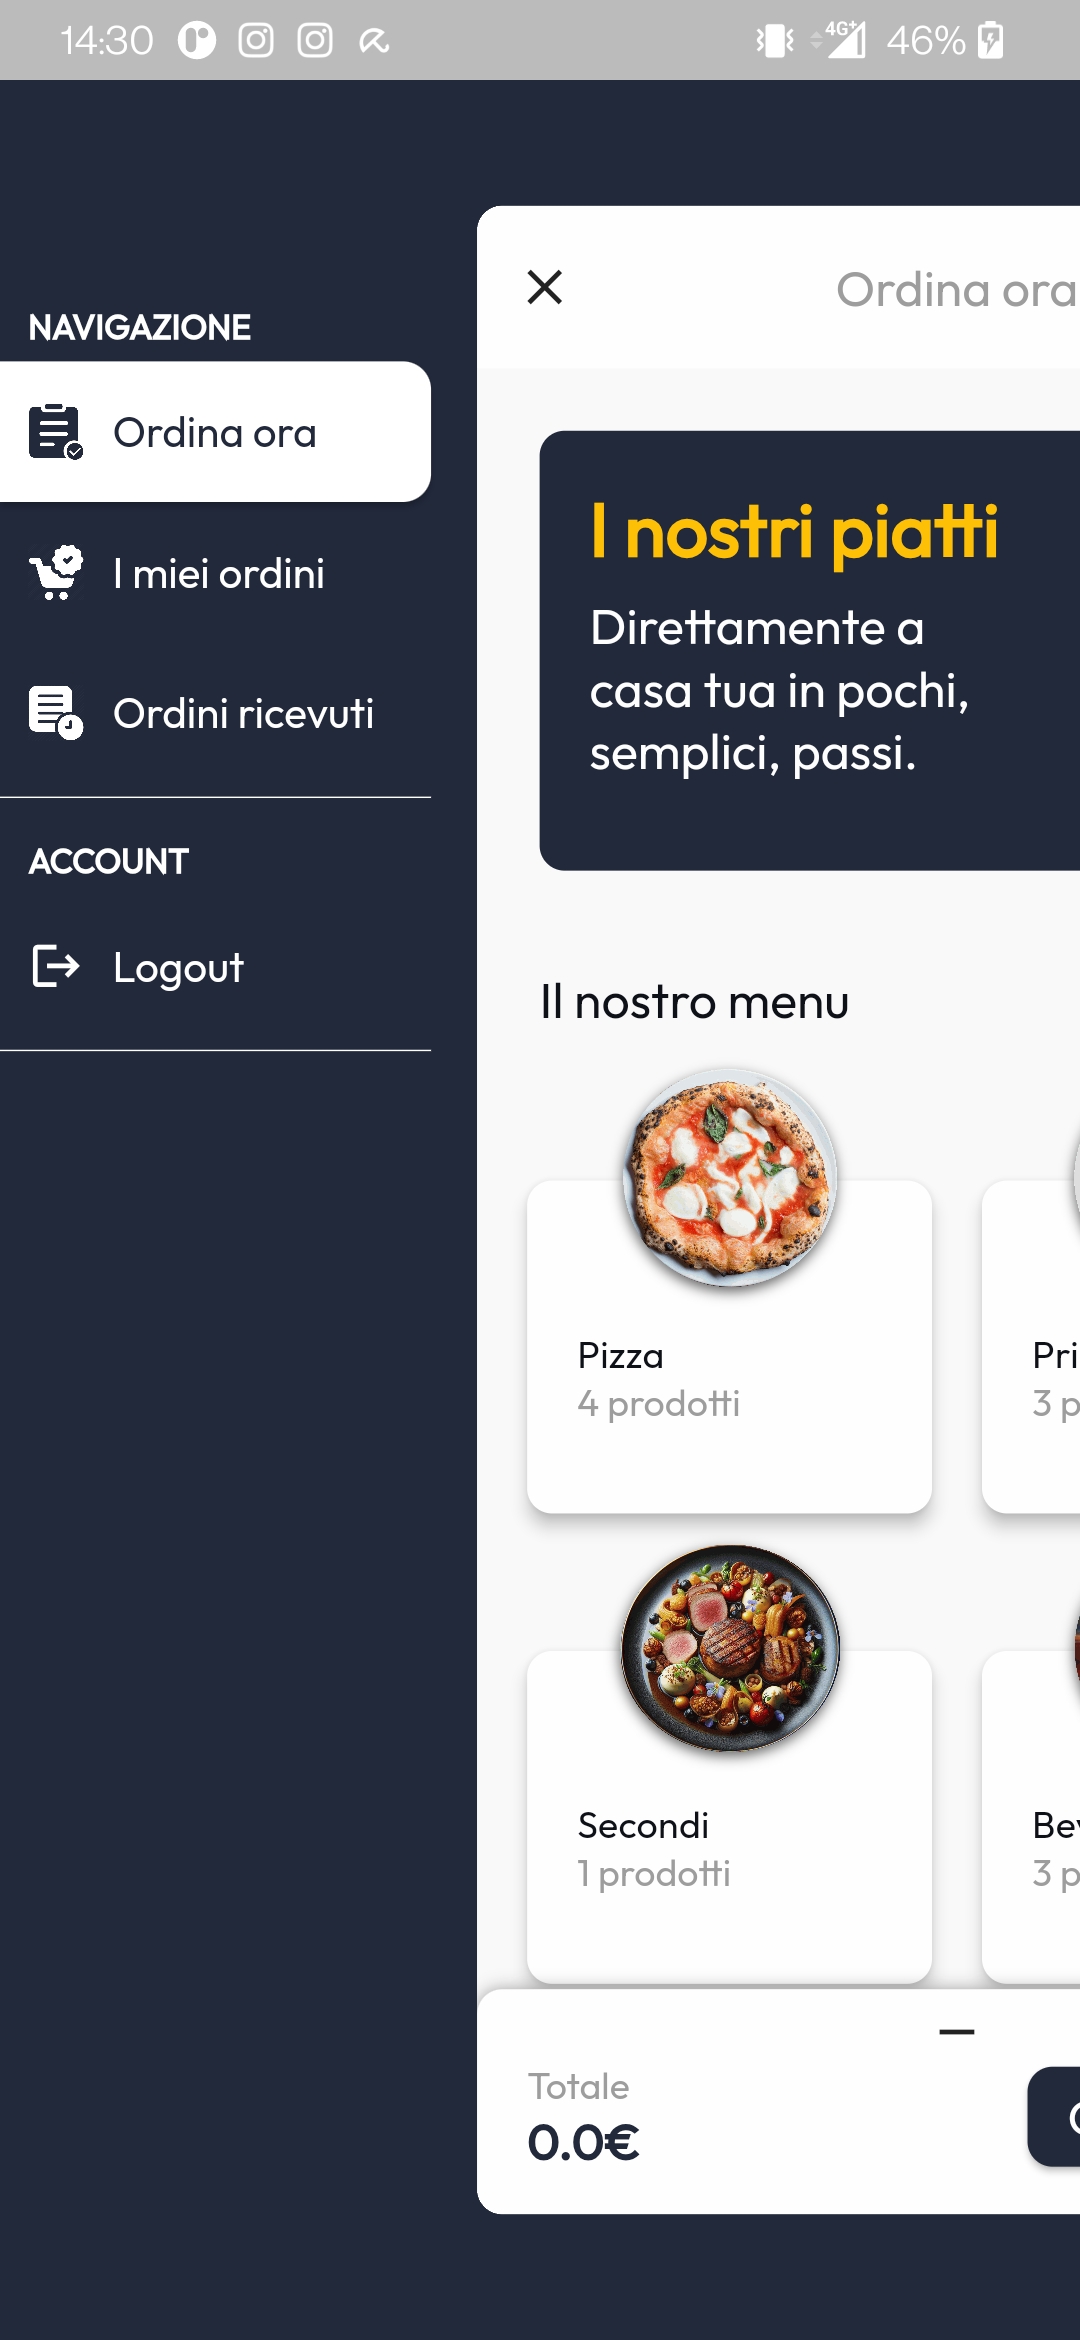 14:30
4G+
46%
NAVIGAZIONE
Ordina ora
I miei ordini
Ordini ricevuti
ACCOUNT
Logout
Ordina ora
I nostri piatti
Direttamente a
casa tua in pochi,
semplici, passi.
Il nostro menu
Pizza
4 prodotti
Pri
3 p
Secondi
1 prodotti
Bev
3 p
Totale
0.0€